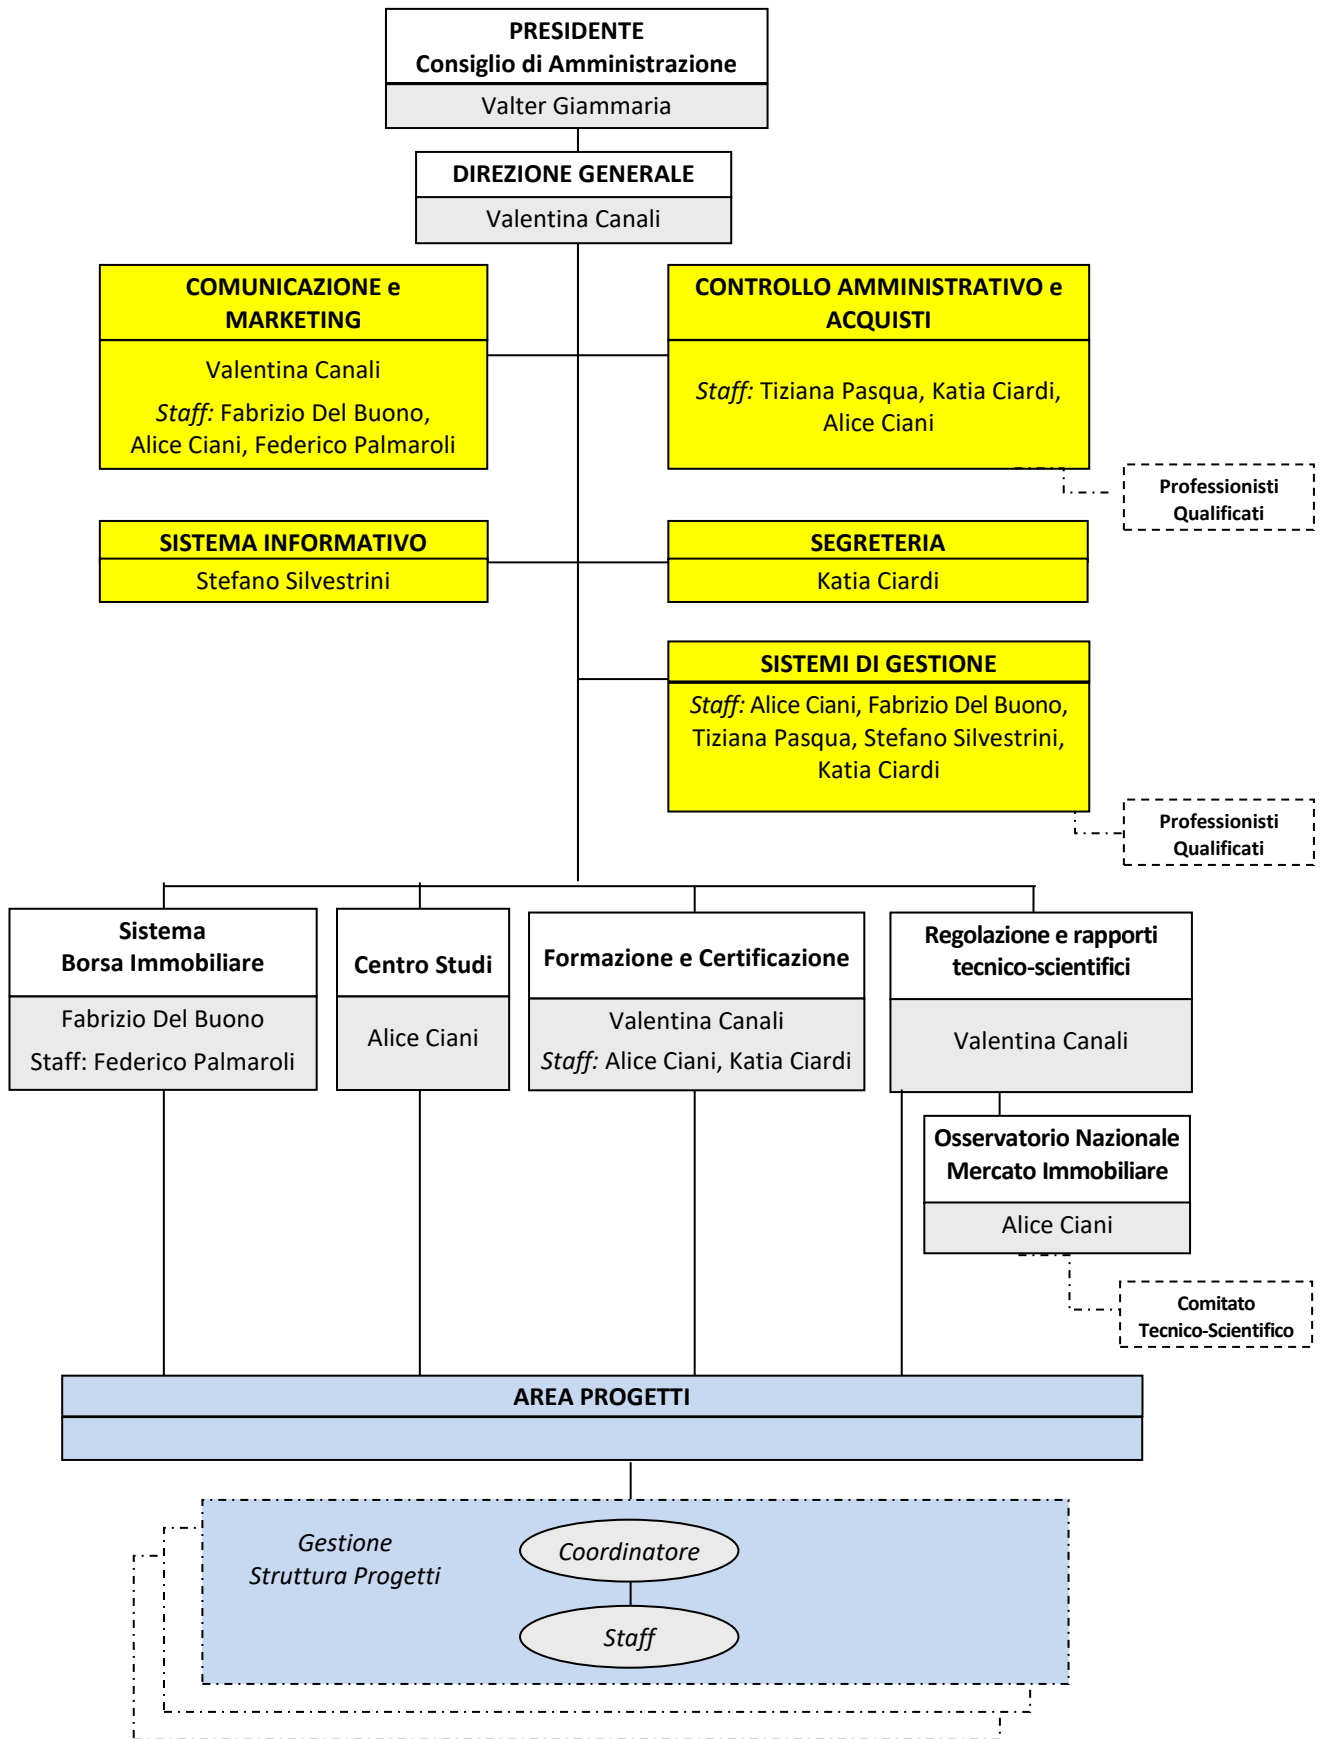 PRESIDENTE
Consiglio di Amministrazione
Valter Giammaria
DIREZIONE GENERALE
Valentina Canali
COMUNICAZIONE e
MARKETING
Valentina Canali
Staff: Fabrizio Del Buono,
Alice Ciani, Federico Palmaroli
CONTROLLO AMMINISTRATIVO e
ACQUISTI
Staff: Tiziana Pasqua, Katia Ciardi,
Alice Ciani
Professionisti
Qualificati
SISTEMA INFORMATIVO
Stefano Silvestrini
SEGRETERIA
Katia Ciardi
SISTEMI DI GESTIONE
Staff: Alice Ciani, Fabrizio Del Buono,
Tiziana Pasqua, Stefano Silvestrini,
Katia Ciardi
Professionisti
Qualificati
Sistema
Borsa Immobiliare
Fabrizio Del Buono
Staff: Federico Palmaroli
Centro Studi
Alice Ciani
Formazione e Certificazione
Valentina Canali
Staff: Alice Ciani, Katia Ciardi
Regolazione e rapporti
tecnico-scientifici
Valentina Canali
Osservatorio Nazionale
Mercato Immobiliare
Alice Ciani
Comitato
Tecnico-Scientifico
AREA PROGETTI
Gestione
Struttura Progetti
Coordinatore
Staff